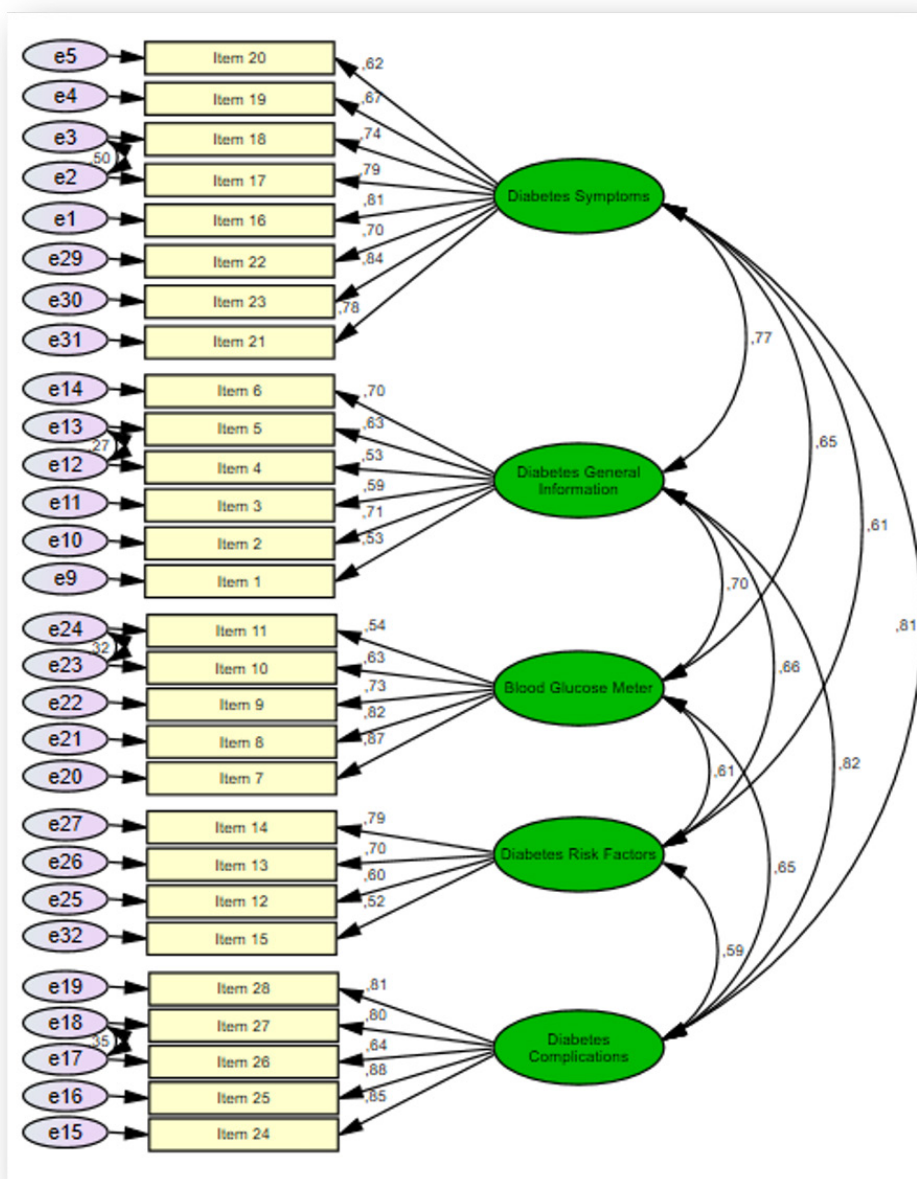 e5 Item 20 ,62
e4 Item 19 ,67
e3 Item 18 ,74
,50
e2 Item 17 ,79
Diabetes Symptoms
e1 Item 16 ,81
e29 Item 22 ,70
e30 Item 23 ,84
e31 Item 21 ,78
,77
e14 Item 6 ,70
e13 Item 5 ,63
,27
e12 Item 4 ,53
e11 Item 3 ,59
e10 Item 2 ,71
e9 Item 1 ,53
Diabetes General
Information
,65
,61
,70
e24 Item 11 ,54
,32
e23 Item 10 ,63
e22 Item 9 ,73
e21 Item 8 ,82
e20 Item 7 ,87
Blood Glucose Meter
,81
,66
,61
,82
e27 Item 14 ,79
e26 Item 13 ,70
e25 Item 12 ,60
e32 Item 15 ,52
Diabetes Risk Factors
,65
,59
e19 Item 28 ,81
e18 Item 27 ,80
,35
e17 Item 26 ,64
e16 Item 25 ,88
e15 Item 24 ,85
Diabetes
Complications